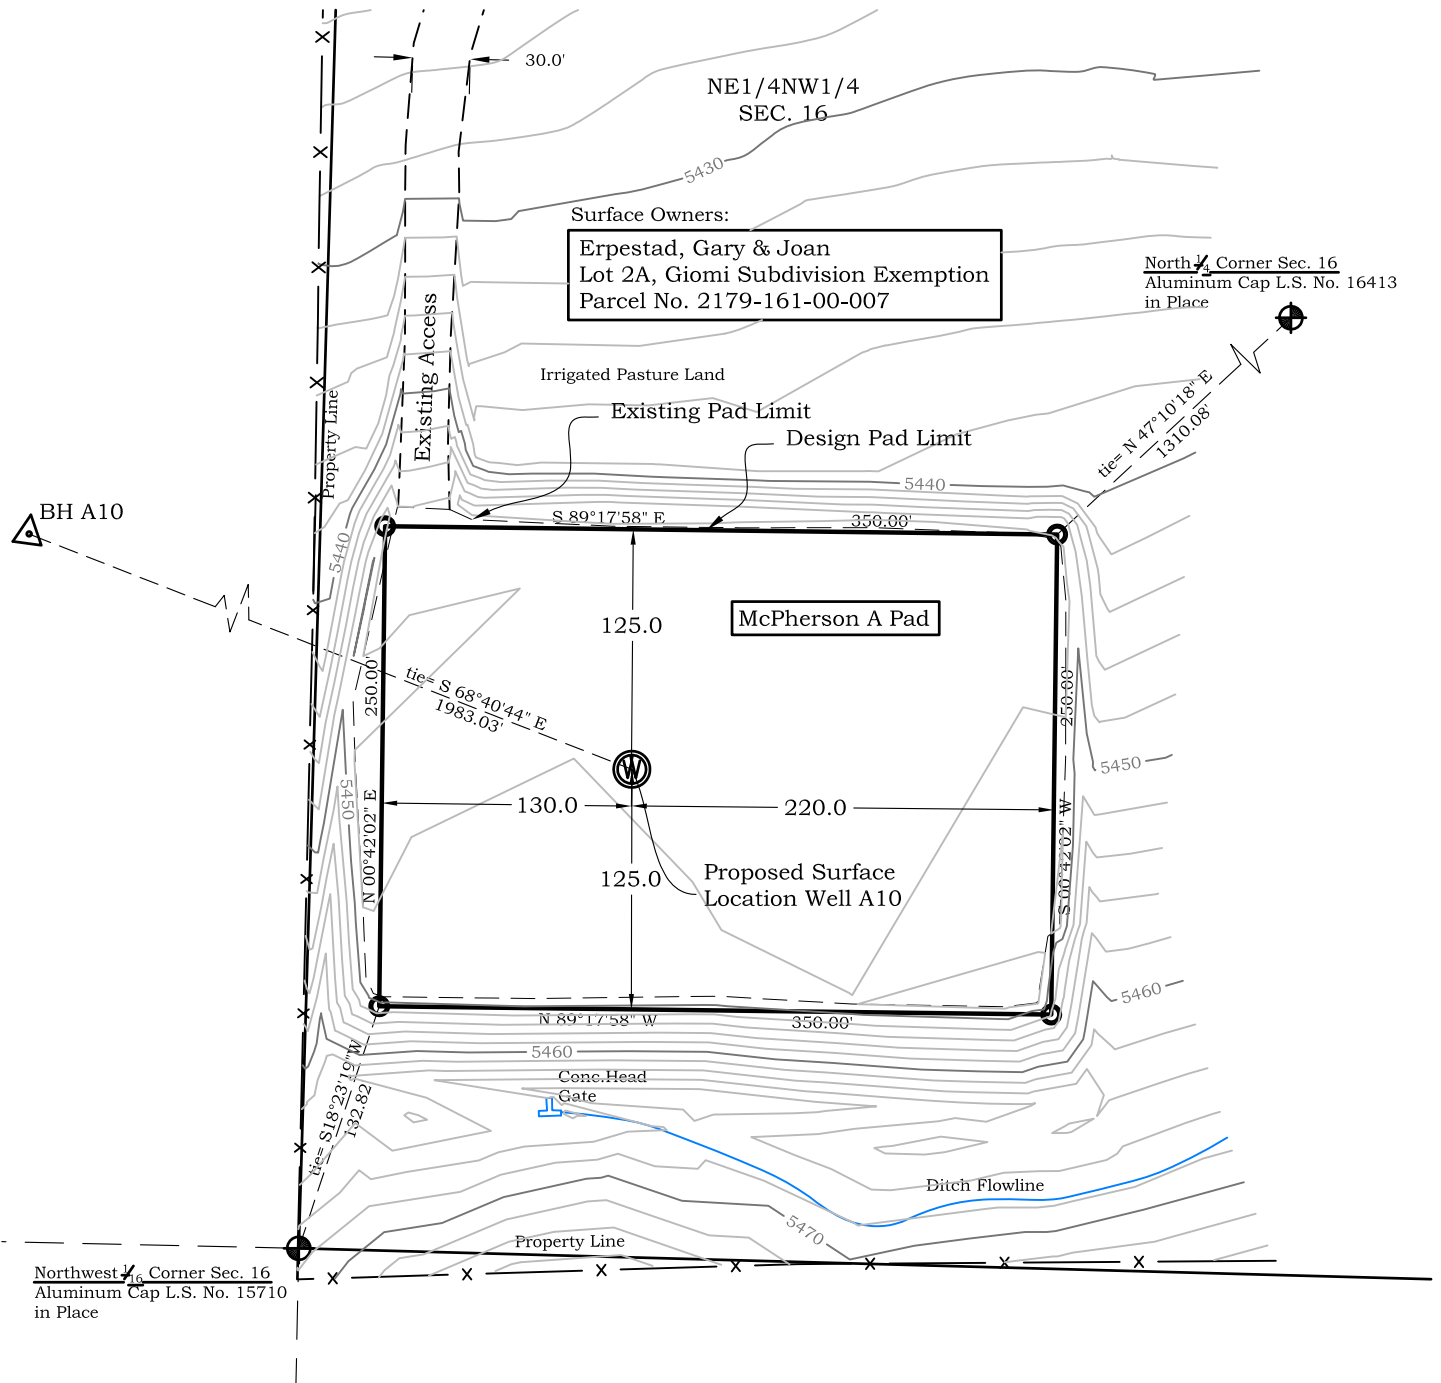 30.0'
NE1/4NW1/4
SEC. 16
5430
Surface Owners:
Erpestad, Gary & Joan
Lot 2A, Giomi Subdivision Exemption
Parcel No. 2179-161-00-007
North 1/4 Corner Sec. 16
Aluminum Cap L.S. No. 16413
in Place
Existing Access
Irrigated Pasture Land
Property Line
Existing Pad Limit
Design Pad Limit
tie= N 47°10'18" E
1310.08'
5440
BH A10
S 89°17'58" E
350.00'
5440
125.0
McPherson A Pad
250.00'
250.00'
tie= S 68°40'44" E
1983.03'
W
5450
5450
N 00°42'02" E
S 00°42'02" W
130.0
220.0
125.0
Proposed Surface
Location Well A10
5460
N 89°17'58" W
350.00'
5460
tie= S18°23'19"W
132.82
Conc.Head
Gate
Ditch Flowline
5470
Property Line
Northwest 1/16 Corner Sec. 16
Aluminum Cap L.S. No. 15710
in Place